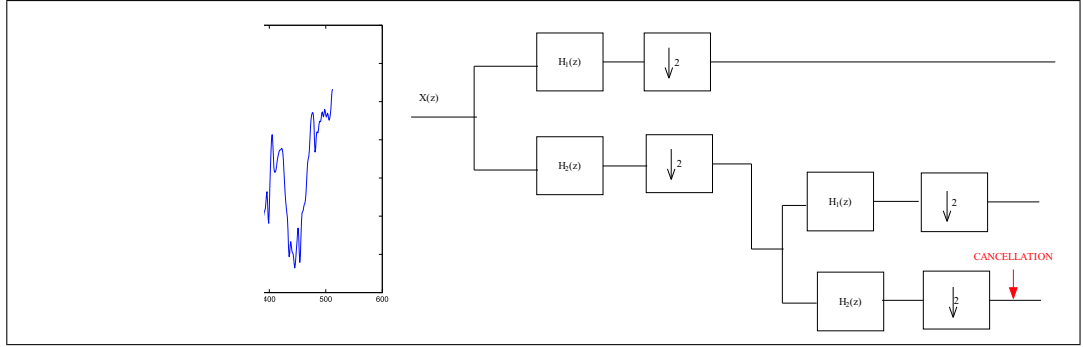 H₁(z)
2
X(z)
H₂(z)
2
H₁(z)
2
CANCELLATION
H₂(z)
2
400 500 600